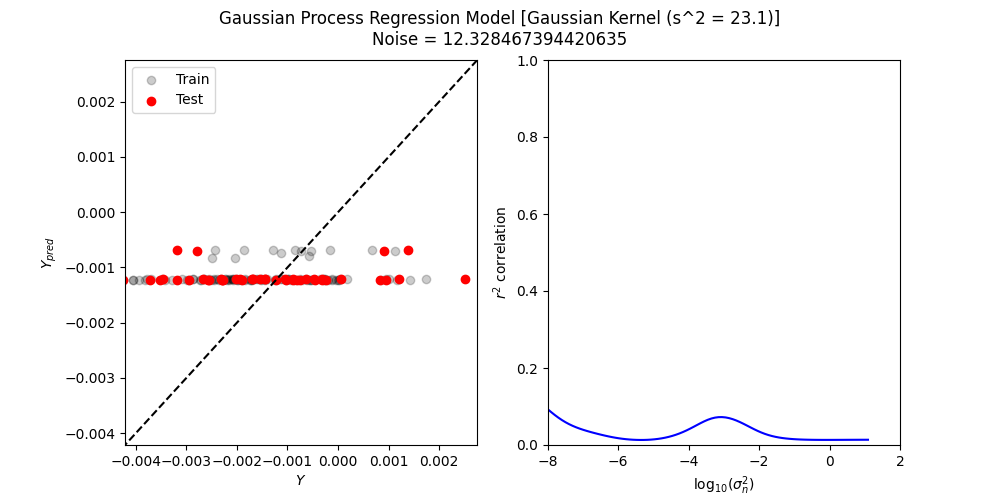 Gaussian Process Regression Model [Gaussian Kernel (s^2 = 23.1)]
Noise = 12.328467394420635
Train
Test
0.002
0.001
0.000
−0.001
−0.002
−0.003
−0.004
Y_pred
−0.004 −0.003 −0.002 −0.001 0.000 0.001 0.002
Y
1.0
0.8
0.6
0.4
0.2
0.0
r² correlation
−8 −6 −4 −2 0 2
log₁₀(σₙ²)